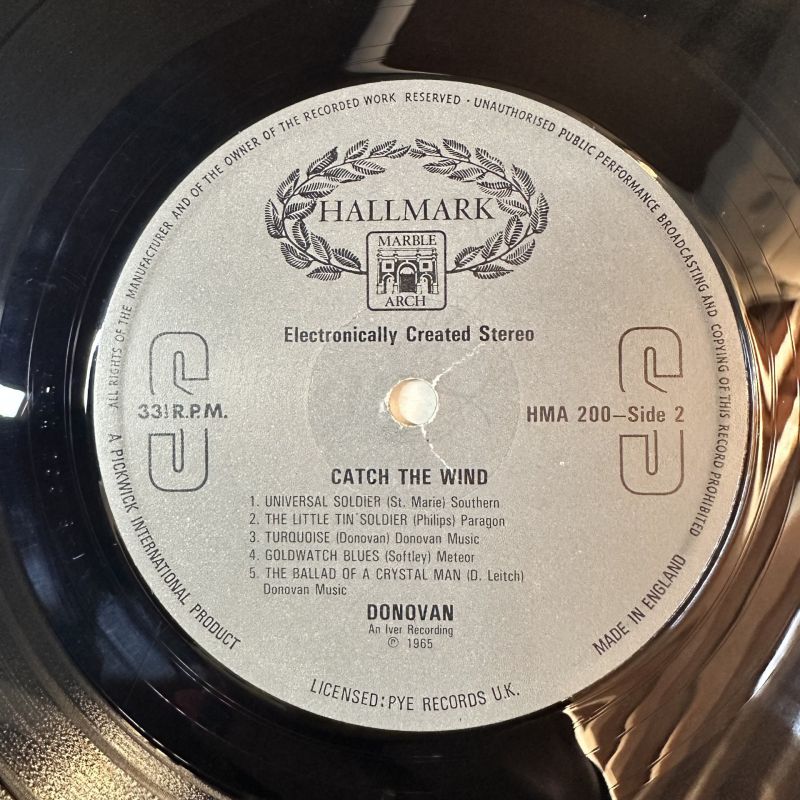 ALL RIGHTS OF THE MANUFACTURER AND OF THE OWNER OF THE RECORDED WORK RESERVED · UNAUTHORISED PUBLIC PERFORMANCE BROADCASTING AND COPYING OF THIS RECORD PROHIBITED
HALLMARK
MARBLE
ARCH
Electronically Created Stereo
33⅓ R.P.M.
HMA 200–Side 2
CATCH THE WIND
1. UNIVERSAL SOLDIER (St. Marie) Southern
2. THE LITTLE TIN SOLDIER (Philips) Paragon
3. TURQUOISE (Donovan) Donovan Music
4. GOLDWATCH BLUES (Softley) Meteor
5. THE BALLAD OF A CRYSTAL MAN (D. Leitch)
Donovan Music
DONOVAN
An Iver Recording
℗ 1965
A PICKWICK INTERNATIONAL PRODUCT
LICENSED: PYE RECORDS U.K.
MADE IN ENGLAND